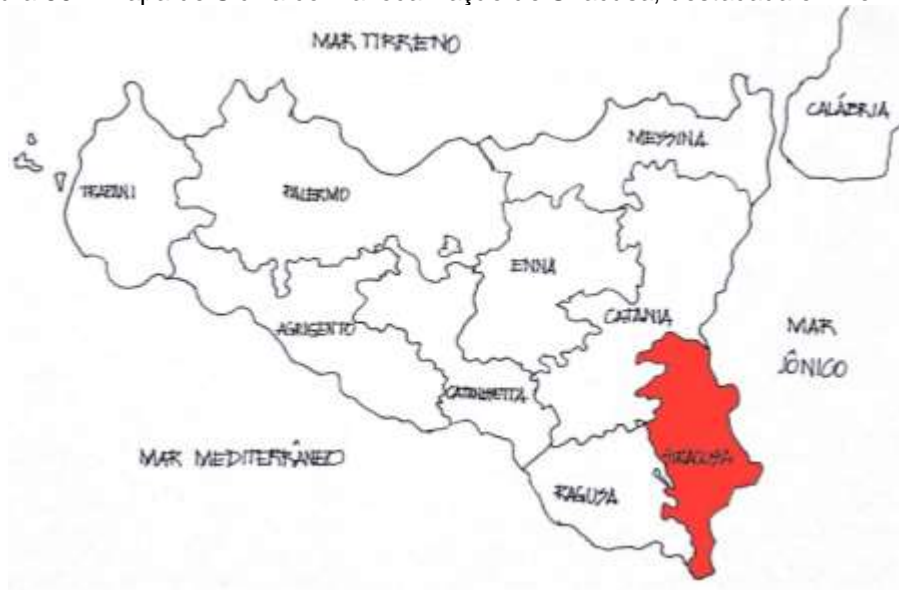 MAR TIRRENO
CALÁBRIA
MESSINA
TRAPANI
PALERMO
ENNA
CATANIA
AGRIGENTO
MAR
JÔNICO
MAR MEDITERRÂNEO
SIRACUSA
RAGUSA